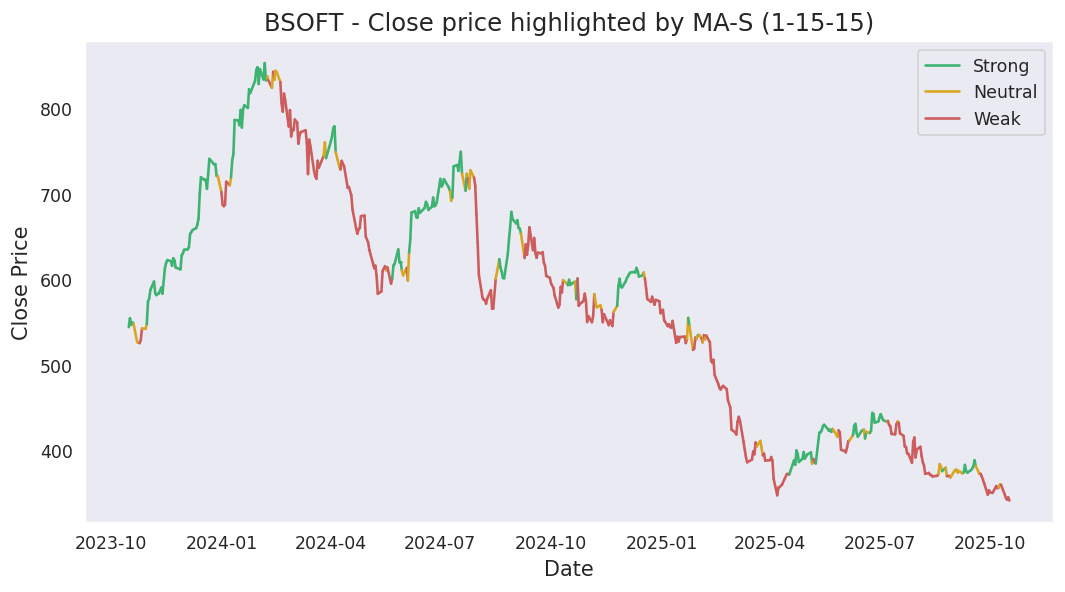 BSOFT - Close price highlighted by MA-S (1-15-15)
Strong
Neutral
Weak
Close Price
800
700
600
500
400
2023-10
2024-01
2024-04
2024-07
2024-10
2025-01
2025-04
2025-07
2025-10
Date